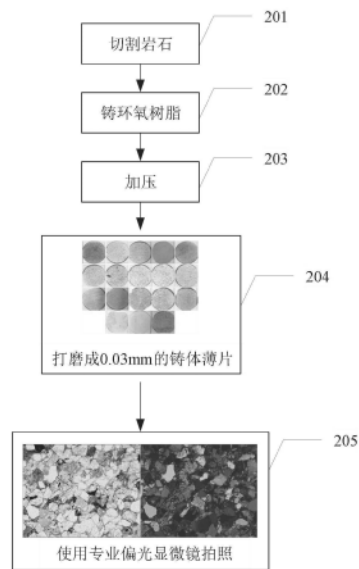 201
切割岩石
202
铸环氧树脂
203
加压
204
打磨成0.03mm的铸体薄片
205
使用专业偏光显微镜拍照